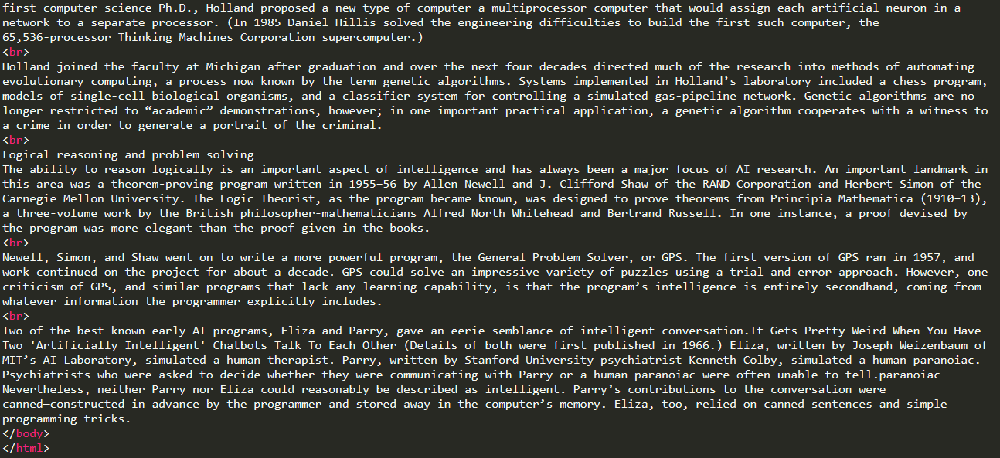 first computer science Ph.D., Holland proposed a new type of computer—a multiprocessor computer—that would assign each artificial neuron in a
network to a separate processor. (In 1985 Daniel Hillis solved the engineering difficulties to build the first such computer, the
65,536-processor Thinking Machines Corporation supercomputer.)
<br>
Holland joined the faculty at Michigan after graduation and over the next four decades directed much of the research into methods of automating
evolutionary computing, a process now known by the term genetic algorithms. Systems implemented in Holland’s laboratory included a chess program,
models of single-cell biological organisms, and a classifier system for controlling a simulated gas-pipeline network. Genetic algorithms are no
longer restricted to “academic” demonstrations, however; in one important practical application, a genetic algorithm cooperates with a witness to
a crime in order to generate a portrait of the criminal.
<br>
Logical reasoning and problem solving
The ability to reason logically is an important aspect of intelligence and has always been a major focus of AI research. An important landmark in
this area was a theorem-proving program written in 1955–56 by Allen Newell and J. Clifford Shaw of the RAND Corporation and Herbert Simon of the
Carnegie Mellon University. The Logic Theorist, as the program became known, was designed to prove theorems from Principia Mathematica (1910–13),
a three-volume work by the British philosopher-mathematicians Alfred North Whitehead and Bertrand Russell. In one instance, a proof devised by
the program was more elegant than the proof given in the books.
<br>
Newell, Simon, and Shaw went on to write a more powerful program, the General Problem Solver, or GPS. The first version of GPS ran in 1957, and
work continued on the project for about a decade. GPS could solve an impressive variety of puzzles using a trial and error approach. However, one
criticism of GPS, and similar programs that lack any learning capability, is that the program’s intelligence is entirely secondhand, coming from
whatever information the programmer explicitly includes.
<br>
Two of the best-known early AI programs, Eliza and Parry, gave an eerie semblance of intelligent conversation.It Gets Pretty Weird When You Have
Two 'Artificially Intelligent' Chatbots Talk To Each Other (Details of both were first published in 1966.) Eliza, written by Joseph Weizenbaum of
MIT’s AI Laboratory, simulated a human therapist. Parry, written by Stanford University psychiatrist Kenneth Colby, simulated a human paranoiac.
Psychiatrists who were asked to decide whether they were communicating with Parry or a human paranoiac were often unable to tell.paranoiac
Nevertheless, neither Parry nor Eliza could reasonably be described as intelligent. Parry’s contributions to the conversation were
canned—constructed in advance by the programmer and stored away in the computer’s memory. Eliza, too, relied on canned sentences and simple
programming tricks.
</body>
</html>